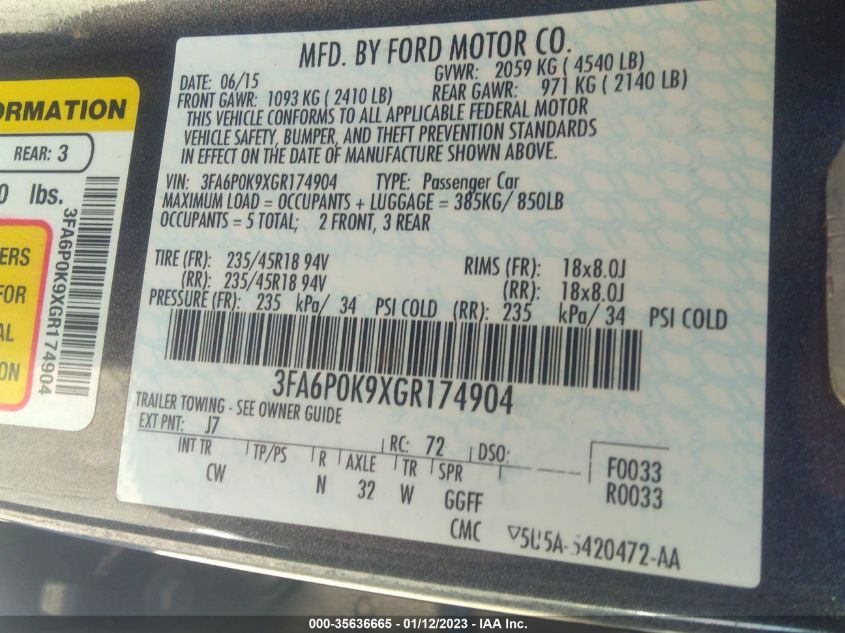 MFD. BY FORD MOTOR CO.
DATE: 06/15 GVWR: 2059 KG ( 4540 LB)
FRONT GAWR: 1093 KG ( 2410 LB) REAR GAWR: 971 KG ( 2140 LB)
THIS VEHICLE CONFORMS TO ALL APPLICABLE FEDERAL MOTOR
VEHICLE SAFETY, BUMPER, AND THEFT PREVENTION STANDARDS
IN EFFECT ON THE DATE OF MANUFACTURE SHOWN ABOVE.
VIN: 3FA6P0K9XGR174904 TYPE: Passenger Car
MAXIMUM LOAD = OCCUPANTS + LUGGAGE = 385KG/ 850LB
OCCUPANTS = 5 TOTAL; 2 FRONT, 3 REAR
TIRE (FR): 235/45R18 94V RIMS (FR): 18x8.0J
(RR): 235/45R18 94V (RR): 18x8.0J
PRESSURE (FR): 235 kPa/ 34 PSI COLD (RR): 235 kPa/ 34 PSI COLD
3FA6P0K9XGR174904
TRAILER TOWING - SEE OWNER GUIDE
EXT PNT: J7 RC: 72 DSO:
INT TR TP/PS R AXLE TR SPR F0033
CW N 32 W GGFF R0033
CMC 5U5A-5420472-AA
ORMATION
REAR: 3
0 lbs.
ERS
FOR
AL
ON
3FA6P0K9XGR174904
000-35636665 - 01/12/2023 - IAA Inc.